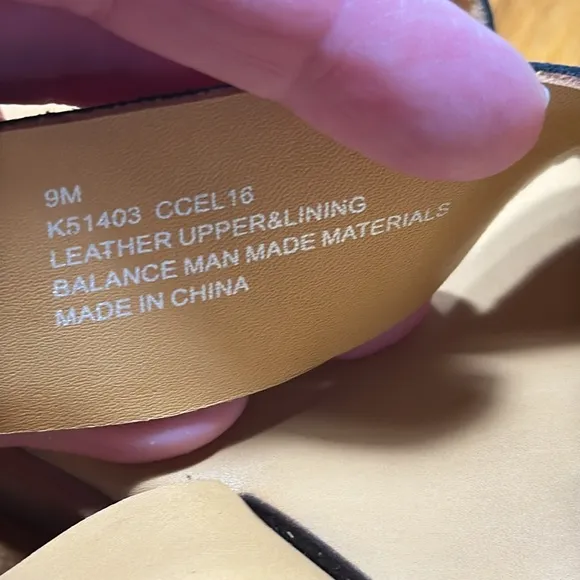 9M
K51403 CCEL16
LEATHER UPPER&LINING
BALANCE MAN MADE MATERIALS
MADE IN CHINA